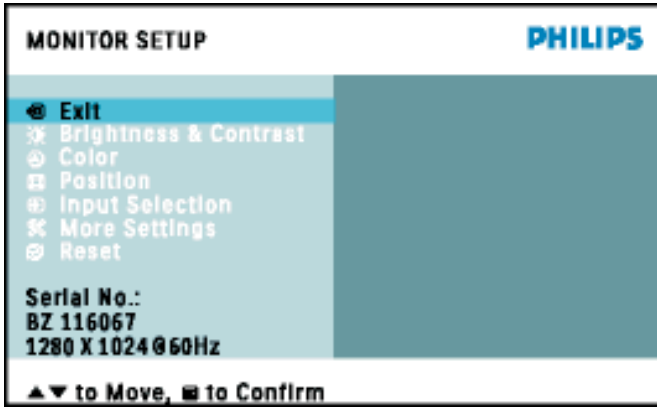 MONITOR SETUP
PHILIPS
Exit
Brightness & Contrast
Color
Position
Input Selection
More Settings
Reset
Serial No.:
BZ 116067
1280 X 1024 @ 60Hz
▲▼ to Move, to Confirm